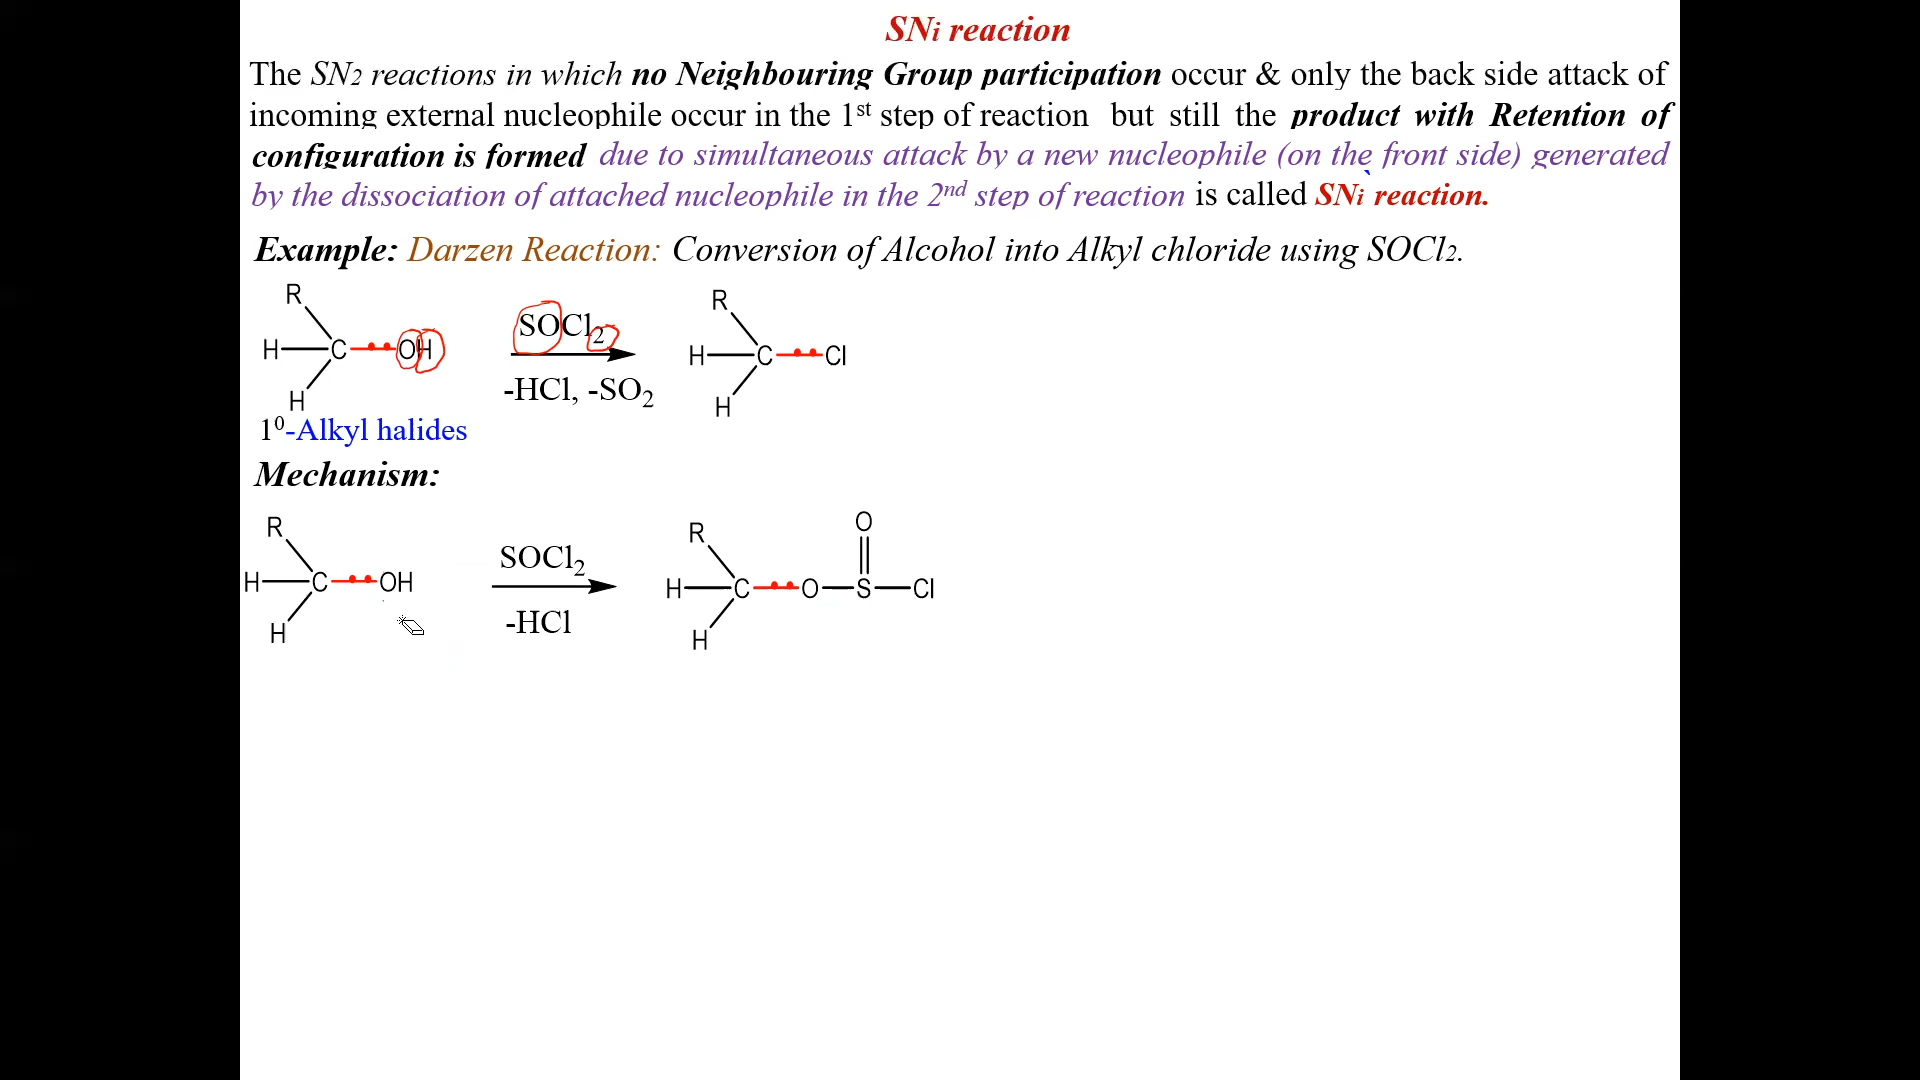 SNi reaction
The SN2 reactions in which no Neighbouring Group participation occur & only the back side attack of
incoming external nucleophile occur in the 1st step of reaction but still the product with Retention of
configuration is formed due to simultaneous attack by a new nucleophile (on the front side) generated
by the dissociation of attached nucleophile in the 2nd step of reaction is called SNi reaction.
Example: Darzen Reaction: Conversion of Alcohol into Alkyl chloride using SOCl2.
R
H C OH
H
SOCl2
-HCl, -SO2
R
H C Cl
H
1⁰-Alkyl halides
Mechanism:
R
H C OH
H
SOCl2
-HCl
O
R
H C O S Cl
H